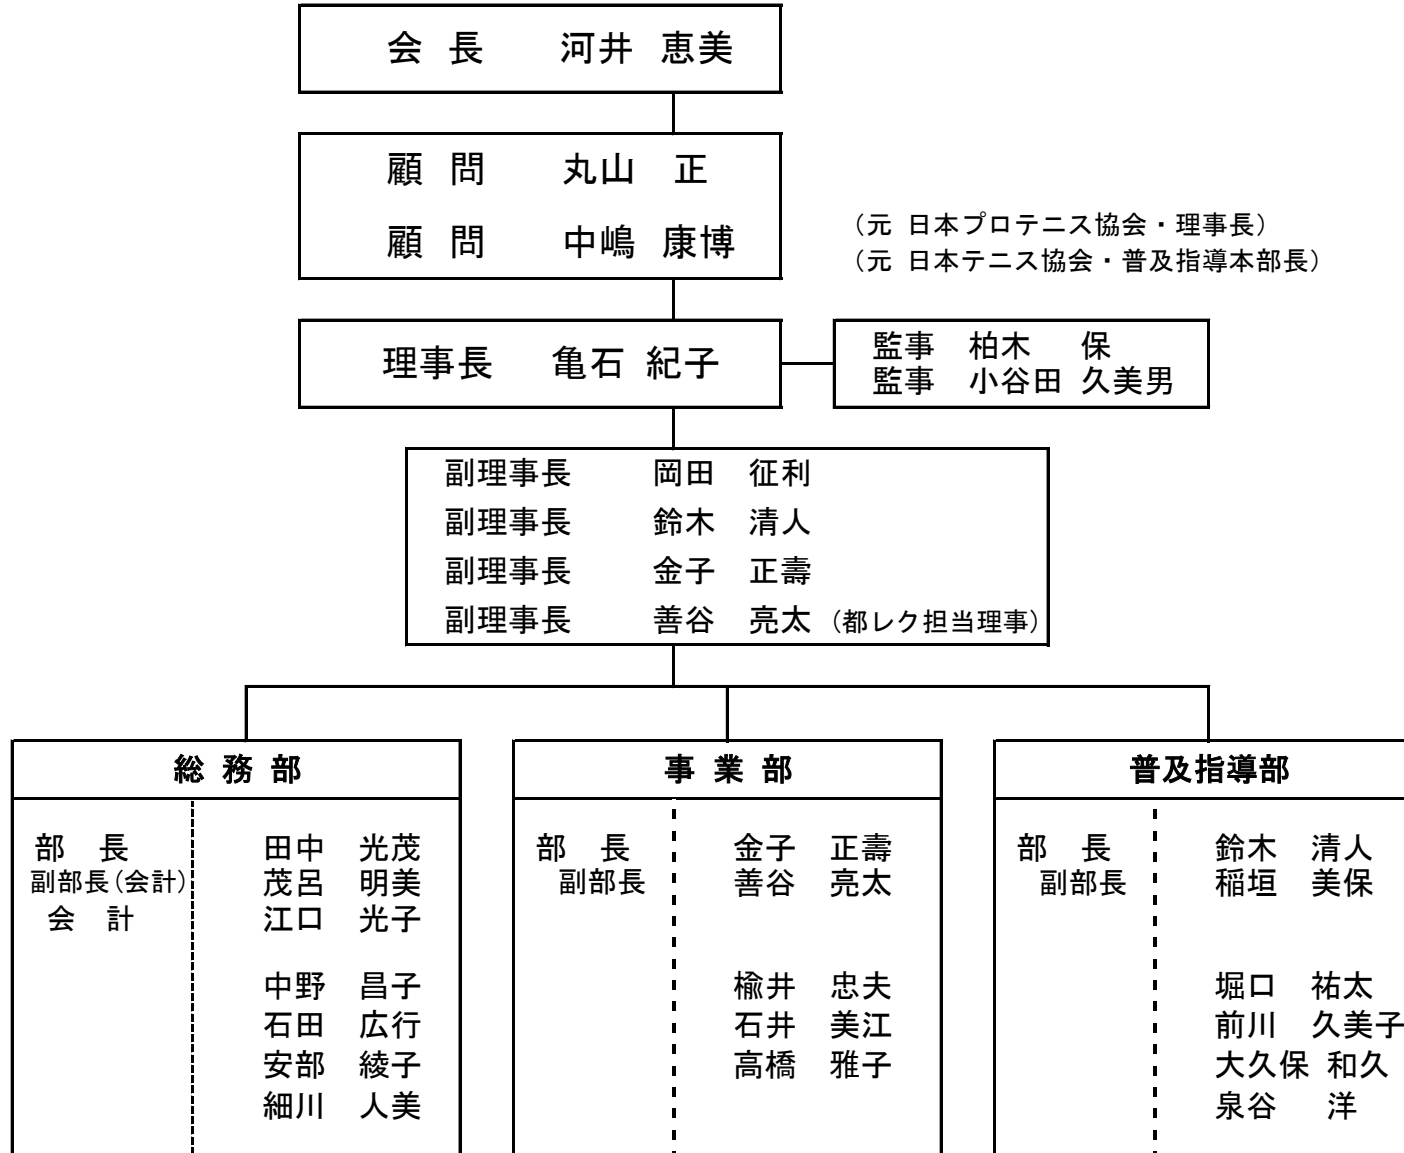 会 長 河井 恵美
顧 問 丸山 正
顧 問 中嶋 康博
（元 日本プロテニス協会・理事長）
（元 日本テニス協会・普及指導本部長）
理事長 亀石 紀子
監事 柏木 保
監事 小谷田 久美男
副理事長 岡田 征利
副理事長 鈴木 清人
副理事長 金子 正壽
副理事長 善谷 亮太（都レク担当理事）
総 務 部
部 長 田中 光茂
副部長(会計) 茂呂 明美
会 計 江口 光子
中野 昌子
石田 広行
安部 綾子
細川 人美
事 業 部
部 長 金子 正壽
副部長 善谷 亮太
楡井 忠夫
石井 美江
高橋 雅子
普及指導部
部 長 鈴木 清人
副部長 稲垣 美保
堀口 祐太
前川 久美子
大久保 和久
泉谷 洋